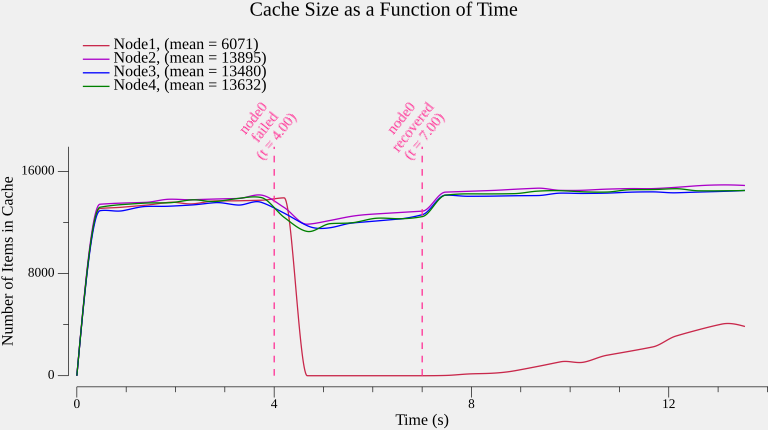 Cache Size as a Function of Time
Node1, (mean = 6071)
Node2, (mean = 13895)
Node3, (mean = 13480)
Node4, (mean = 13632)
node0
failed
(t = 4.00)
node0
recovered
(t = 7.00)
Number of Items in Cache
16000
8000
0
0
4
8
12
Time (s)